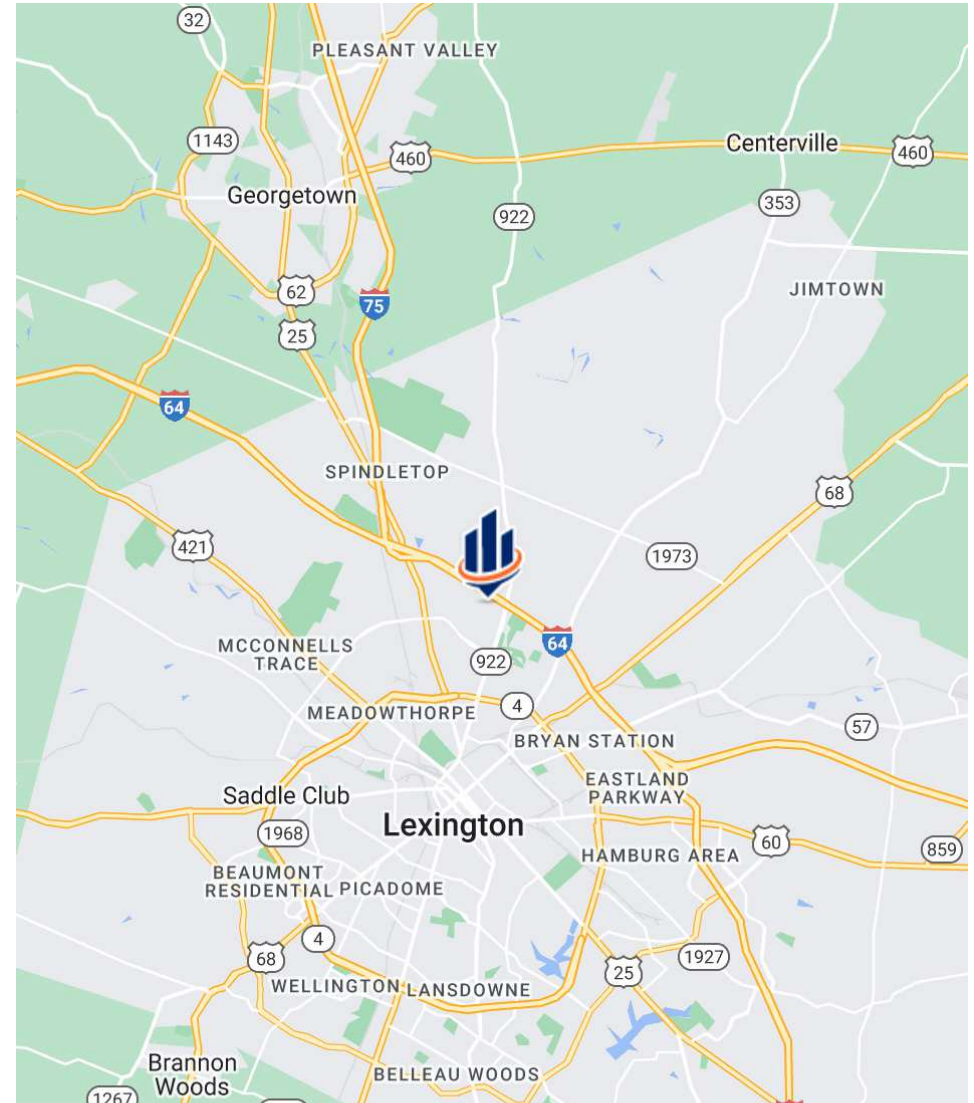 32
PLEASANT VALLEY
1143
460
Centerville
460
Georgetown
353
922
62
75
JIMTOWN
25
64
SPINDLETOP
68
421
1973
64
MCCONNELLS
TRACE
922
MEADOWTHORPE
4
57
BRYAN STATION
EASTLAND
PARKWAY
Saddle Club
Lexington
1968
60
859
HAMBURG AREA
BEAUMONT
RESIDENTIAL
PICADOME
4
68
1927
25
WELLINGTON
LANSDOWNE
Brannon
Woods
BELLEAU WOODS
1267